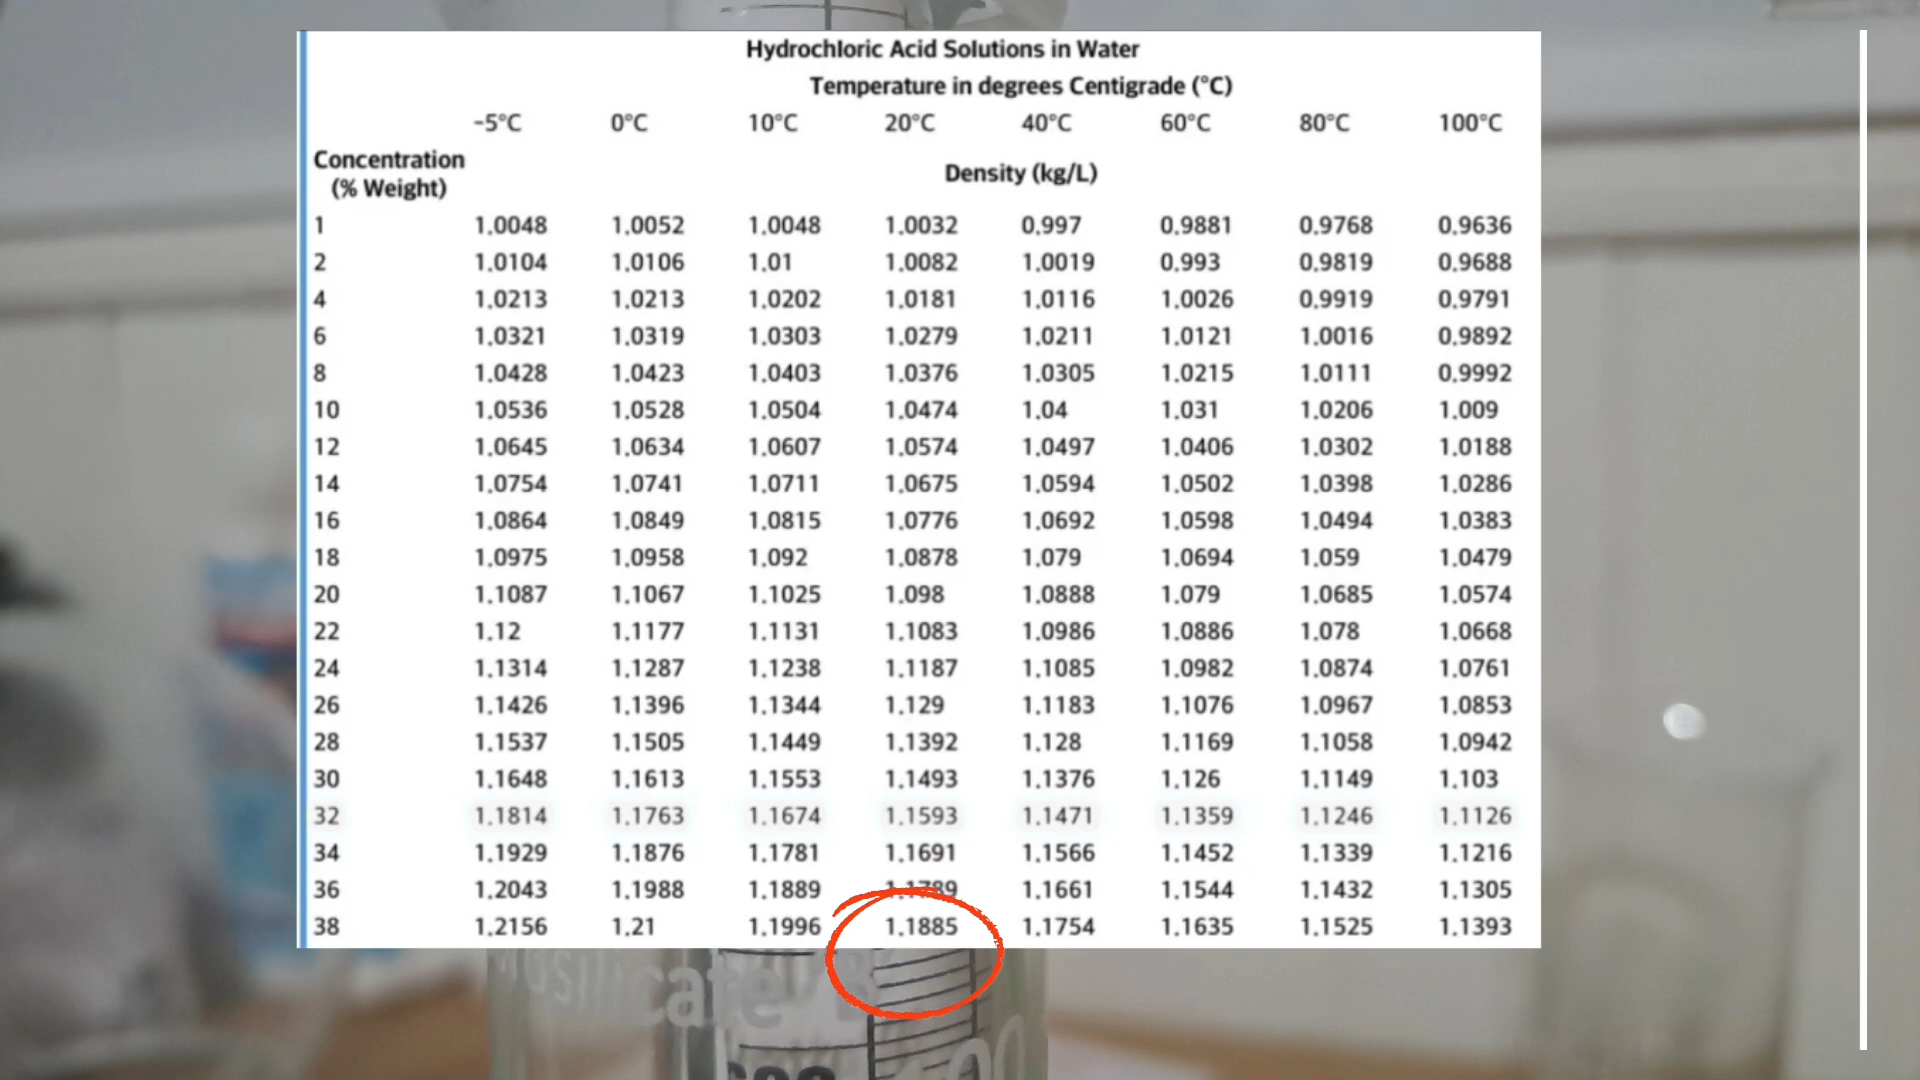 Hydrochloric Acid Solutions in Water
Temperature in degrees Centigrade (°C)
-5°C 0°C 10°C 20°C 40°C 60°C 80°C 100°C
Concentration
(% Weight)
Density (kg/L)
1 1.0048 1.0052 1.0048 1.0032 0.997 0.9881 0.9768 0.9636
2 1.0104 1.0106 1.01 1.0082 1.0019 0.993 0.9819 0.9688
4 1.0213 1.0213 1.0202 1.0181 1.0116 1.0026 0.9919 0.9791
6 1.0321 1.0319 1.0303 1.0279 1.0211 1.0121 1.0016 0.9892
8 1.0428 1.0423 1.0403 1.0376 1.0305 1.0215 1.0111 0.9992
10 1.0536 1.0528 1.0504 1.0474 1.04 1.031 1.0206 1.009
12 1.0645 1.0634 1.0607 1.0574 1.0497 1.0406 1.0302 1.0188
14 1.0754 1.0741 1.0711 1.0675 1.0594 1.0502 1.0398 1.0286
16 1.0864 1.0849 1.0815 1.0776 1.0692 1.0598 1.0494 1.0383
18 1.0975 1.0958 1.092 1.0878 1.079 1.0694 1.059 1.0479
20 1.1087 1.1067 1.1025 1.098 1.0888 1.079 1.0685 1.0574
22 1.12 1.1177 1.1131 1.1083 1.0986 1.0886 1.078 1.0668
24 1.1314 1.1287 1.1238 1.1187 1.1085 1.0982 1.0874 1.0761
26 1.1426 1.1396 1.1344 1.129 1.1183 1.1076 1.0967 1.0853
28 1.1537 1.1505 1.1449 1.1392 1.128 1.1169 1.1058 1.0942
30 1.1648 1.1613 1.1553 1.1493 1.1376 1.126 1.1149 1.103
32 1.1814 1.1763 1.1674 1.1593 1.1471 1.1359 1.1246 1.1126
34 1.1929 1.1876 1.1781 1.1691 1.1566 1.1452 1.1339 1.1216
36 1.2043 1.1988 1.1889 1.1789 1.1661 1.1544 1.1432 1.1305
38 1.2156 1.21 1.1996 1.1885 1.1754 1.1635 1.1525 1.1393